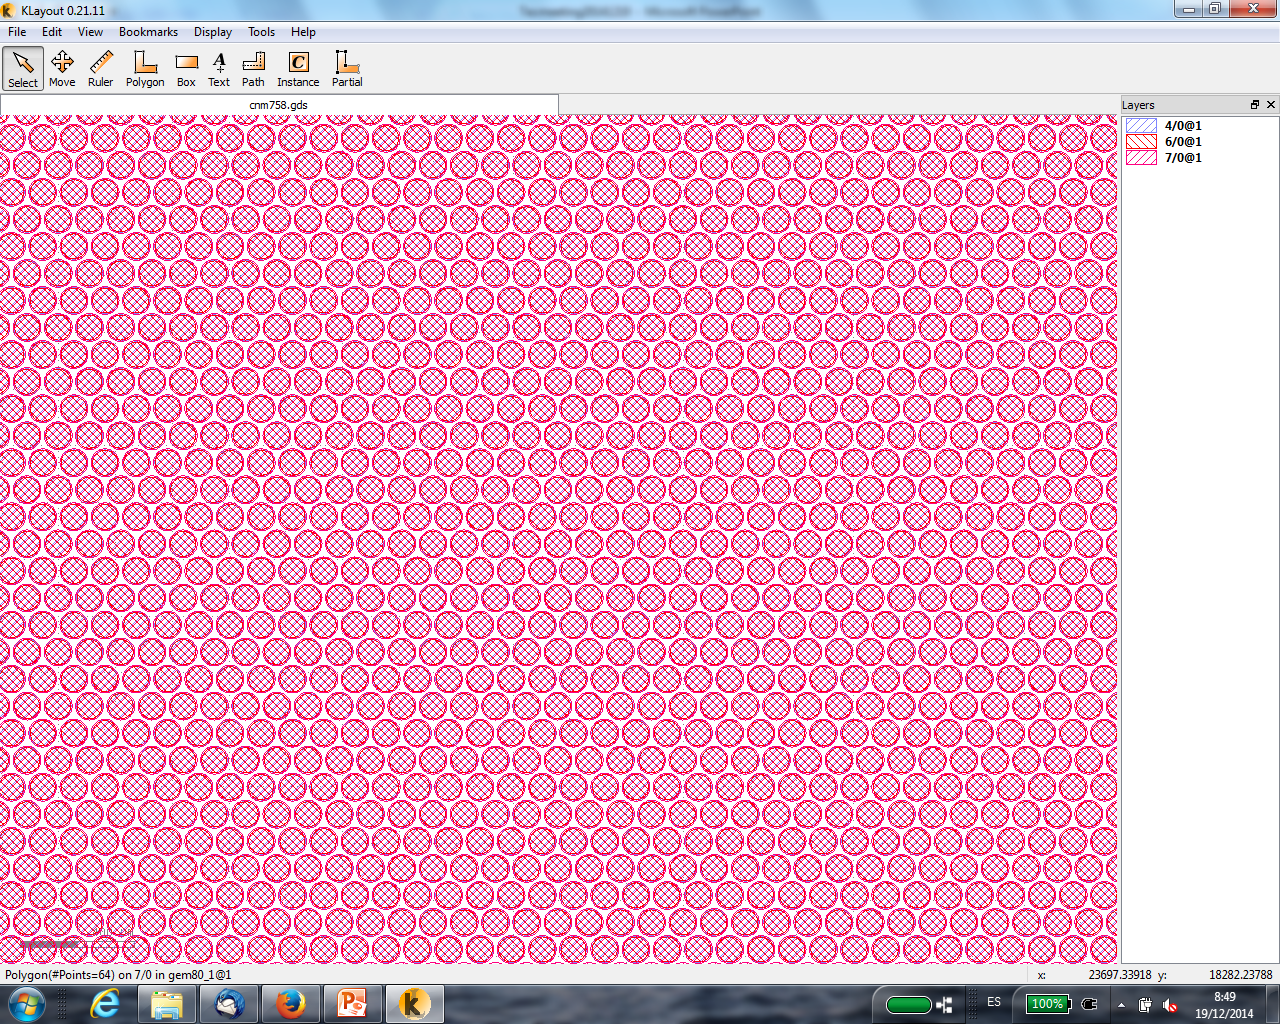 KLayout 0.21.11
File Edit View Bookmarks Display Tools Help
Select Move Ruler Polygon Box Text Path Instance Partial
cnm758.gds
Layers
4/0@1
6/0@1
7/0@1
Polygon(#Points=64) on 7/0 in gem80_1@1
x: 23697.33918 y: 18282.23788
ES
100%
8:49
19/12/2014